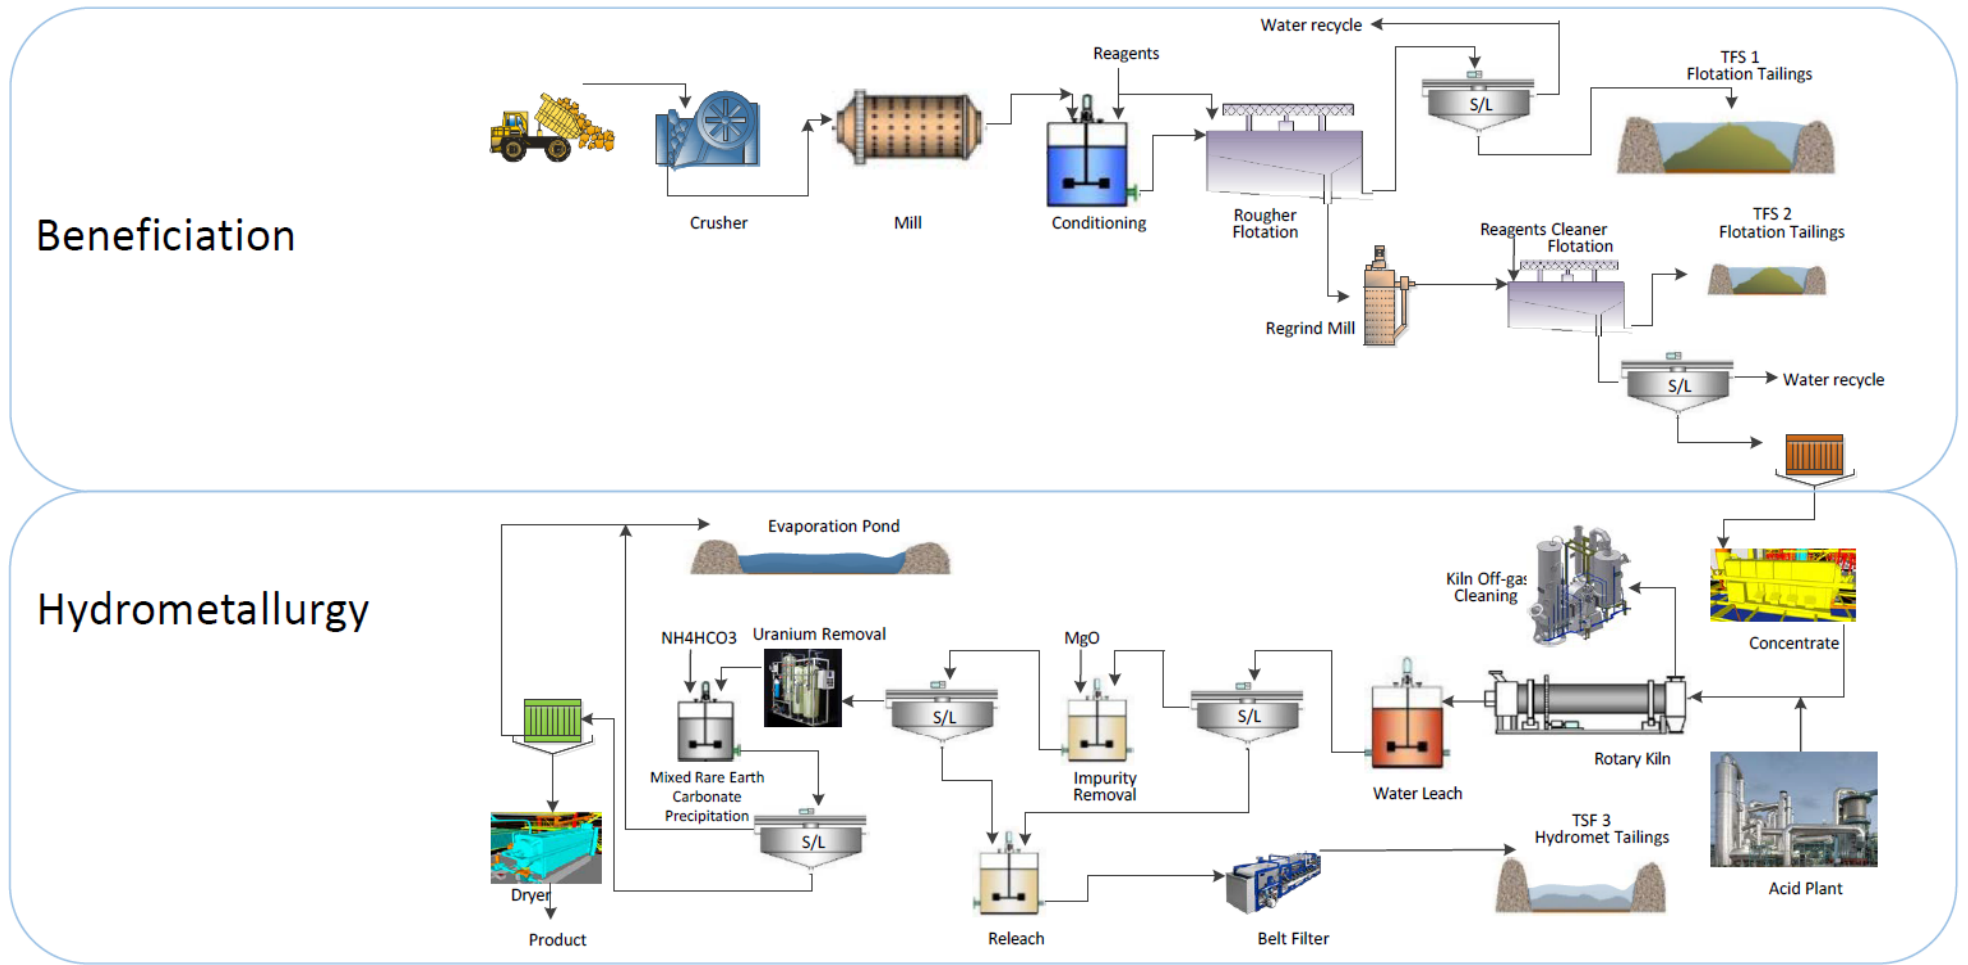 Water recycle
Reagents
S/L
TFS 1
Flotation Tailings
Crusher
Mill
Conditioning
Rougher
Flotation
TFS 2
Flotation Tailings
Reagents Cleaner
Flotation
Regrind Mill
Beneficiation
S/L
Water recycle
Evaporation Pond
Kiln Off-gas
Cleaning
Hydrometallurgy
NH4HCO3
Uranium Removal
MgO
Concentrate
S/L
S/L
Rotary Kiln
Mixed Rare Earth
Carbonate
Precipitation
Impurity
Removal
Water Leach
S/L
TSF 3
Hydromet Tailings
Acid Plant
Dryer
Product
Releach
Belt Filter